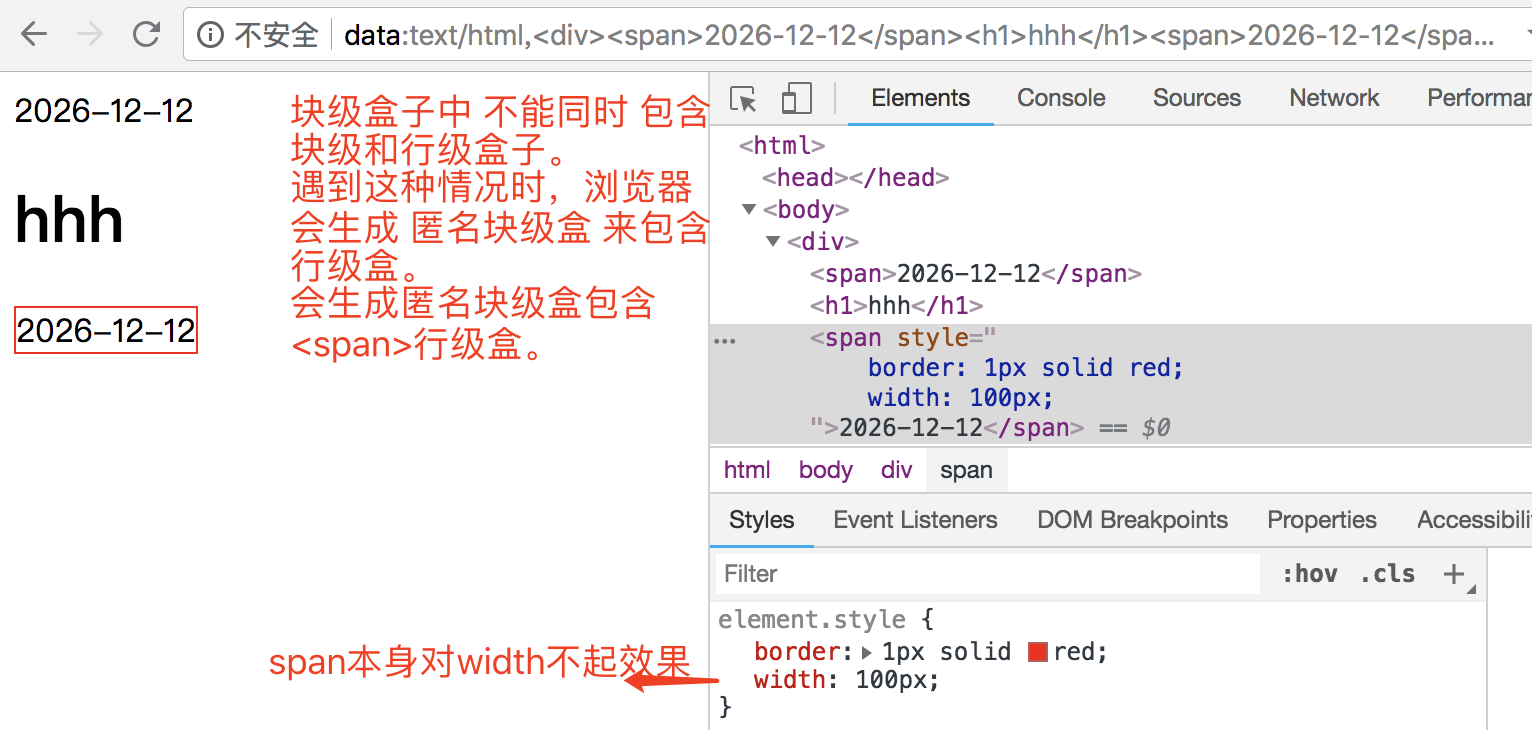 不安全 data:text/html,<div><span>2026-12-12</span><h1>hhh</h1><span>2026-12-12</spa...
2026-12-12
hhh
2026-12-12
块级盒子中 不能同时 包含
块级和行级盒子。
遇到这种情况时，浏览器
会生成 匿名块级盒 来包含
行级盒。
会生成匿名块级盒包含
<span>行级盒。
span本身对width不起效果
Elements Console Sources Network Performan
<html>
<head></head>
▼<body>
▼<div>
<span>2026-12-12</span>
<h1>hhh</h1>
... <span style="
border: 1px solid red;
width: 100px;
">2026-12-12</span> == $0
html body div span
Styles Event Listeners DOM Breakpoints Properties Accessibili
Filter :hov .cls +
element.style {
border: 1px solid red;
width: 100px;
}